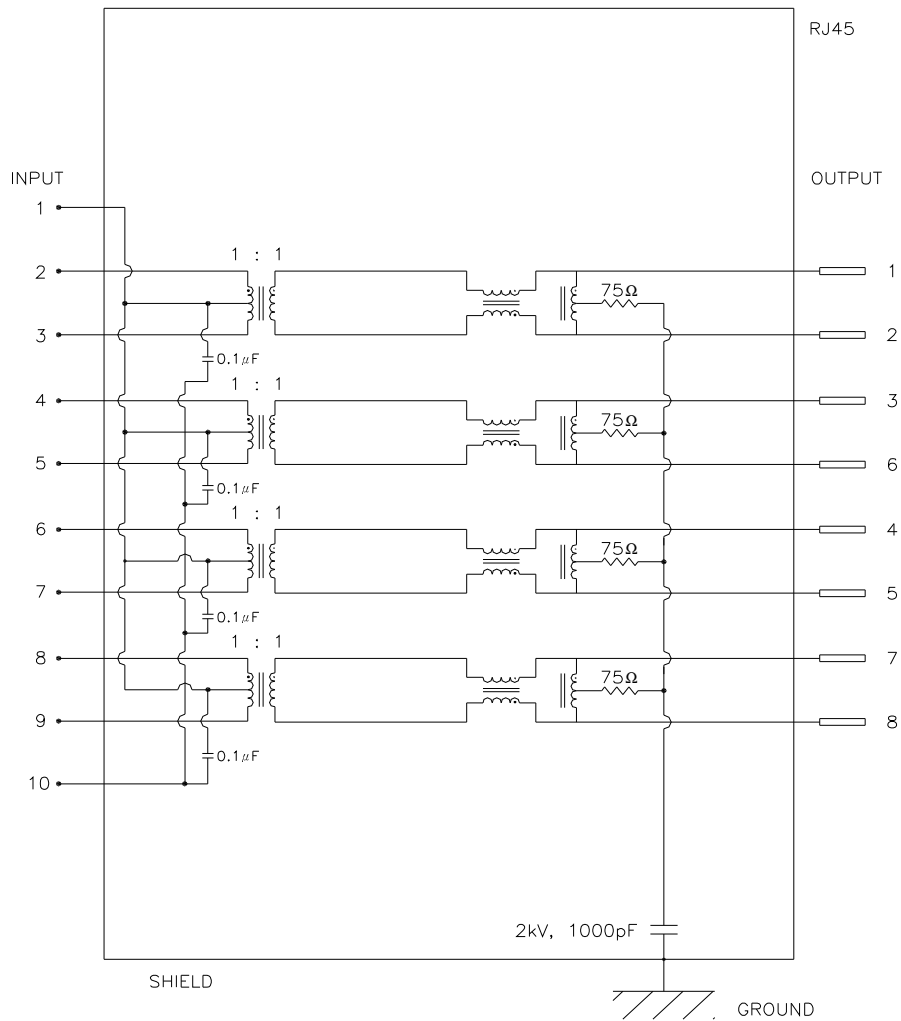 RJ45
INPUT
OUTPUT
1
1 : 1
2
1
75Ω
3
2
0.1μF
1 : 1
4
3
75Ω
5
6
0.1μF
1 : 1
6
4
75Ω
7
5
0.1μF
1 : 1
8
7
75Ω
9
8
0.1μF
10
2kV, 1000pF
SHIELD
GROUND